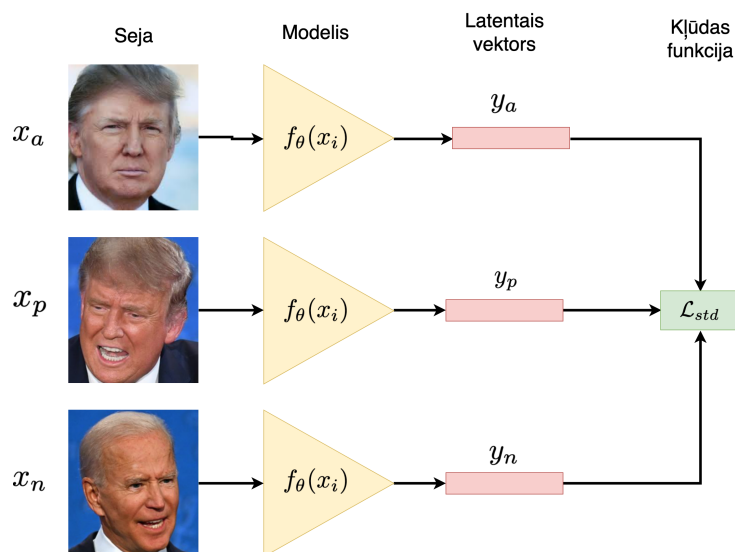 Seja
Modelis
Latentais
vektors
Kļūdas
funkcija
x_a
f_θ(x_i)
y_a
x_p
f_θ(x_i)
y_p
ℒ_std
x_n
f_θ(x_i)
y_n